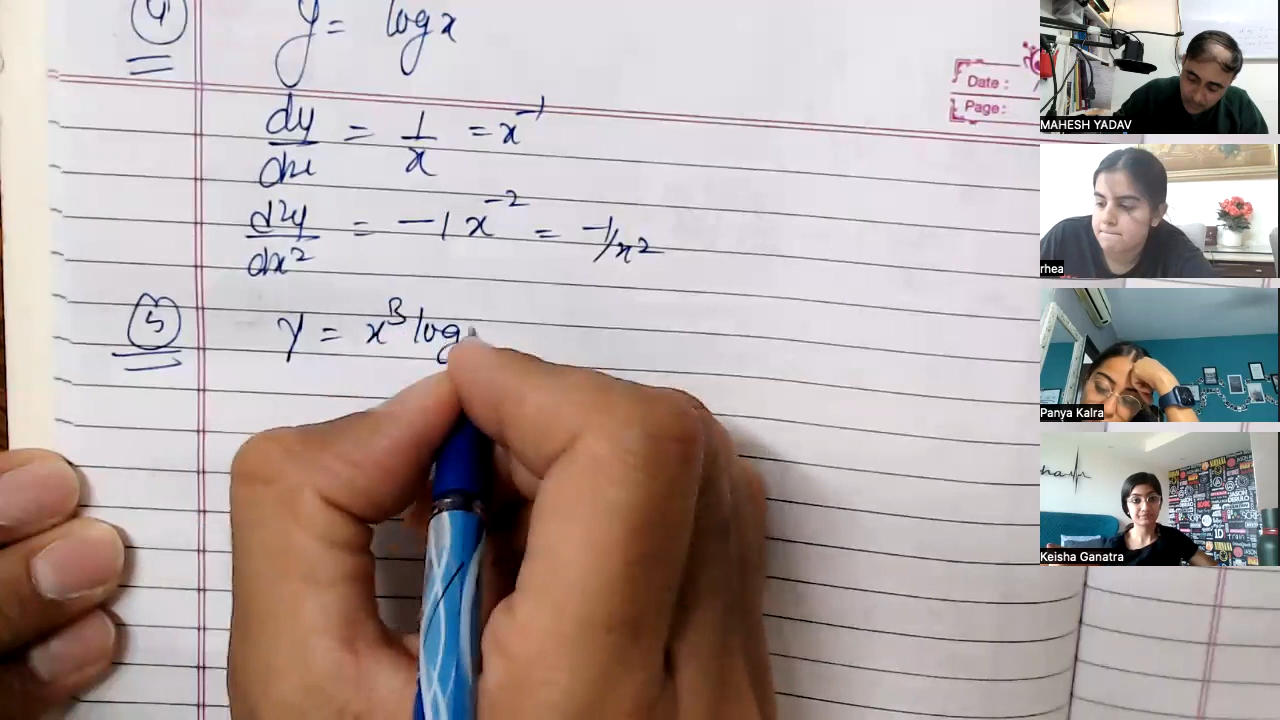 4 y = log x
Date :
Page:
dy/dx = 1/x = x^-1
d²y/dx² = -1 x^-2 = -1/x²
5 y = x³ log
MAHESH YADAV
rhea
Panya Kalra
Keisha Ganatra